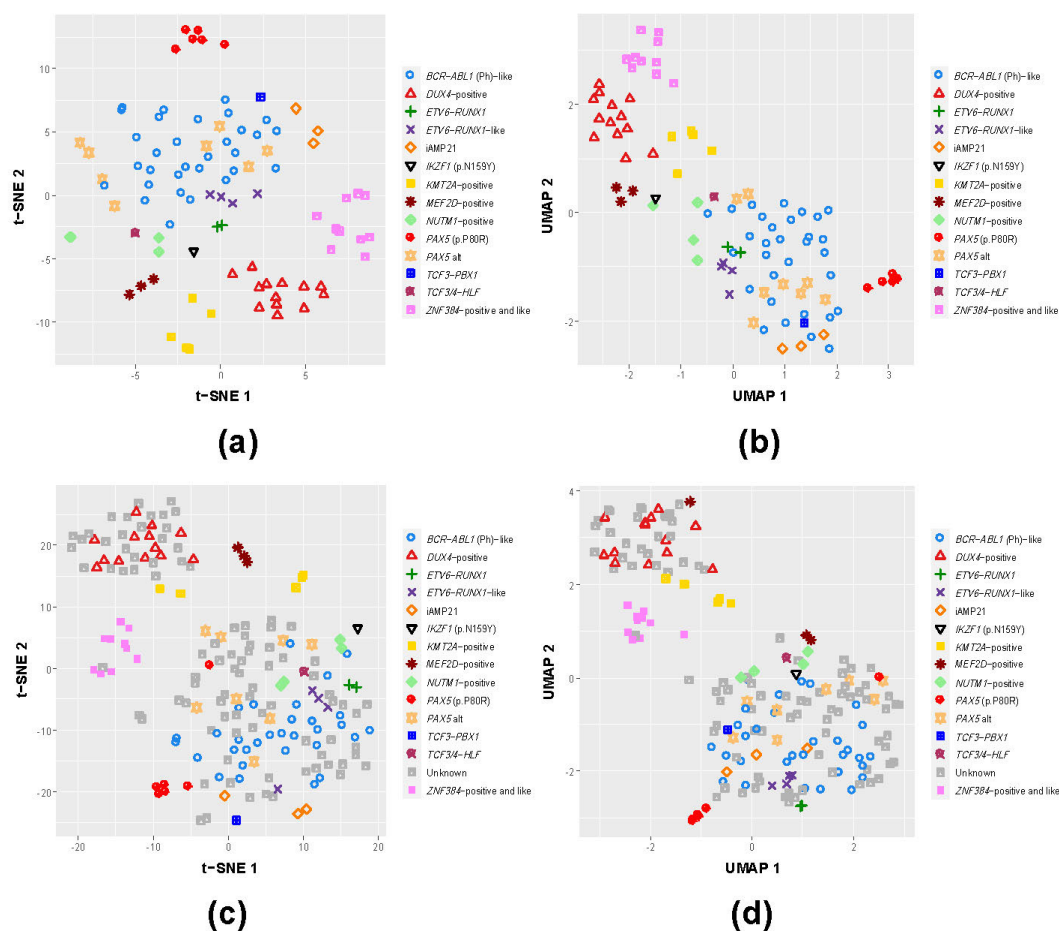 t-SNE 2
10
5
0
-5
-10
-5
0
5
t-SNE 1
BCR-ABL1 (Ph)-like
DUX4-positive
ETV6-RUNX1
ETV6-RUNX1-like
iAMP21
IKZF1 (p.N159Y)
KMT2A-positive
MEF2D-positive
NUTM1-positive
PAX5 (p.P80R)
PAX5 alt
TCF3-PBX1
TCF3/4-HLF
ZNF384-positive and like
(a)
UMAP 2
2
0
-2
-2
-1
0
1
2
3
UMAP 1
BCR-ABL1 (Ph)-like
DUX4-positive
ETV6-RUNX1
ETV6-RUNX1-like
iAMP21
IKZF1 (p.N159Y)
KMT2A-positive
MEF2D-positive
NUTM1-positive
PAX5 (p.P80R)
PAX5 alt
TCF3-PBX1
TCF3/4-HLF
ZNF384-positive and like
(b)
t-SNE 2
20
10
0
-10
-20
-20
-10
0
10
20
t-SNE 1
BCR-ABL1 (Ph)-like
DUX4-positive
ETV6-RUNX1
ETV6-RUNX1-like
iAMP21
IKZF1 (p.N159Y)
KMT2A-positive
MEF2D-positive
NUTM1-positive
PAX5 (p.P80R)
PAX5 alt
TCF3-PBX1
TCF3/4-HLF
Unknown
ZNF384-positive and like
(c)
UMAP 2
4
2
0
-2
-2
0
2
UMAP 1
BCR-ABL1 (Ph)-like
DUX4-positive
ETV6-RUNX1
ETV6-RUNX1-like
iAMP21
IKZF1 (p.N159Y)
KMT2A-positive
MEF2D-positive
NUTM1-positive
PAX5 (p.P80R)
PAX5 alt
TCF3-PBX1
TCF3/4-HLF
Unknown
ZNF384-positive and like
(d)